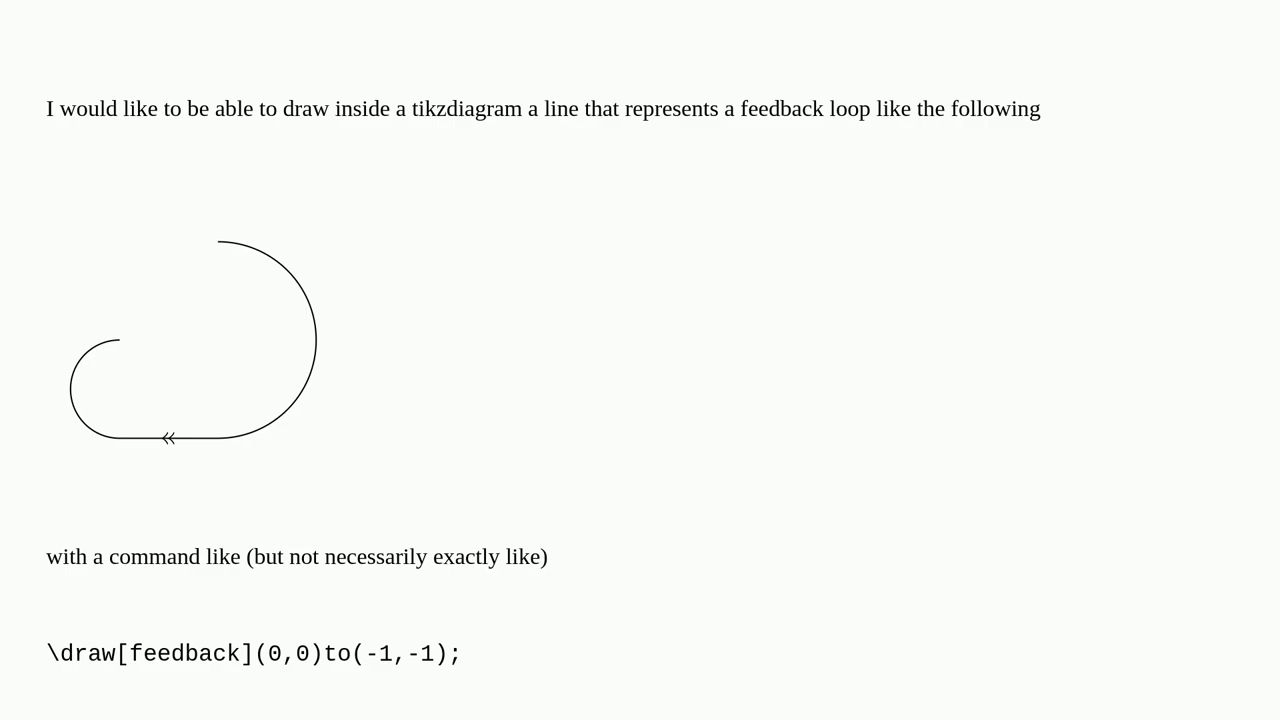 I would like to be able to draw inside a tikzdiagram a line that represents a feedback loop like the following
with a command like (but not necessarily exactly like)
\draw[feedback](0,0)to(-1,-1);